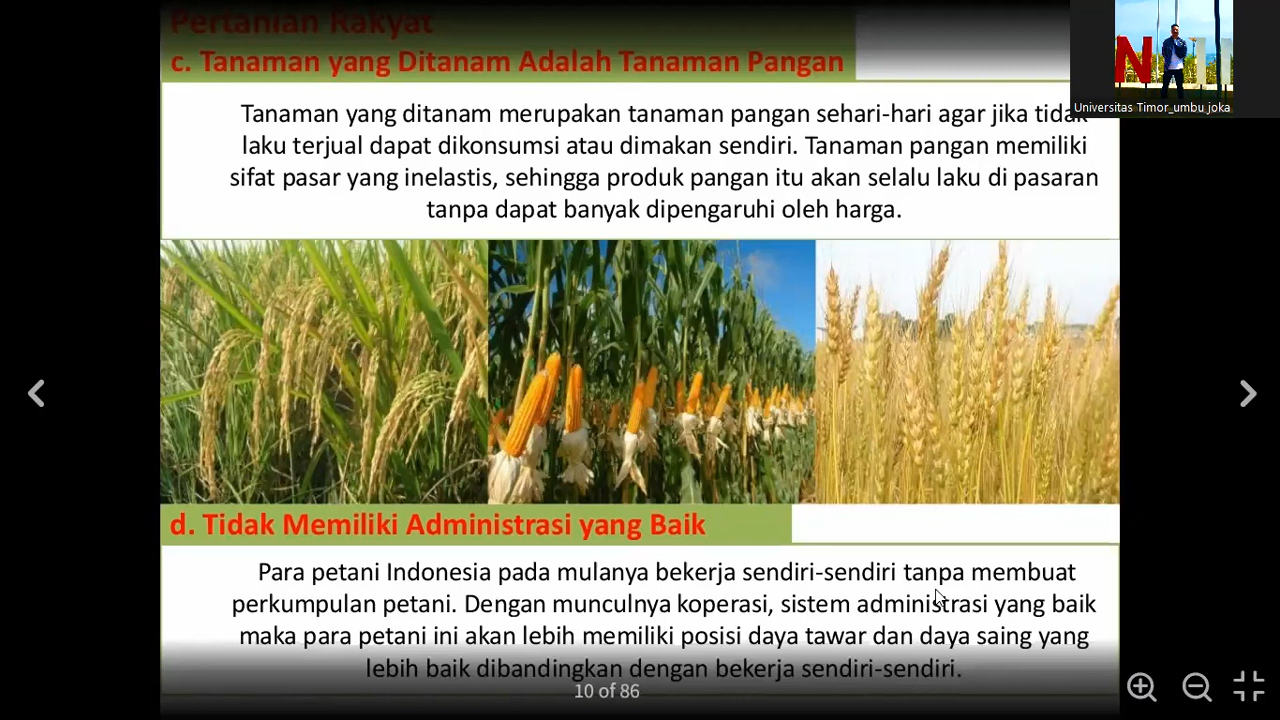 Pertanian Rakyat
c. Tanaman yang Ditanam Adalah Tanaman Pangan
Universitas Timor_umbu joka
Tanaman yang ditanam merupakan tanaman pangan sehari-hari agar jika tidak
laku terjual dapat dikonsumsi atau dimakan sendiri. Tanaman pangan memiliki
sifat pasar yang inelastis, sehingga produk pangan itu akan selalu laku di pasaran
tanpa dapat banyak dipengaruhi oleh harga.
d. Tidak Memiliki Administrasi yang Baik
Para petani Indonesia pada mulanya bekerja sendiri-sendiri tanpa membuat
perkumpulan petani. Dengan munculnya koperasi, sistem administrasi yang baik
maka para petani ini akan lebih memiliki posisi daya tawar dan daya saing yang
lebih baik dibandingkan dengan bekerja sendiri-sendiri.
10 of 86